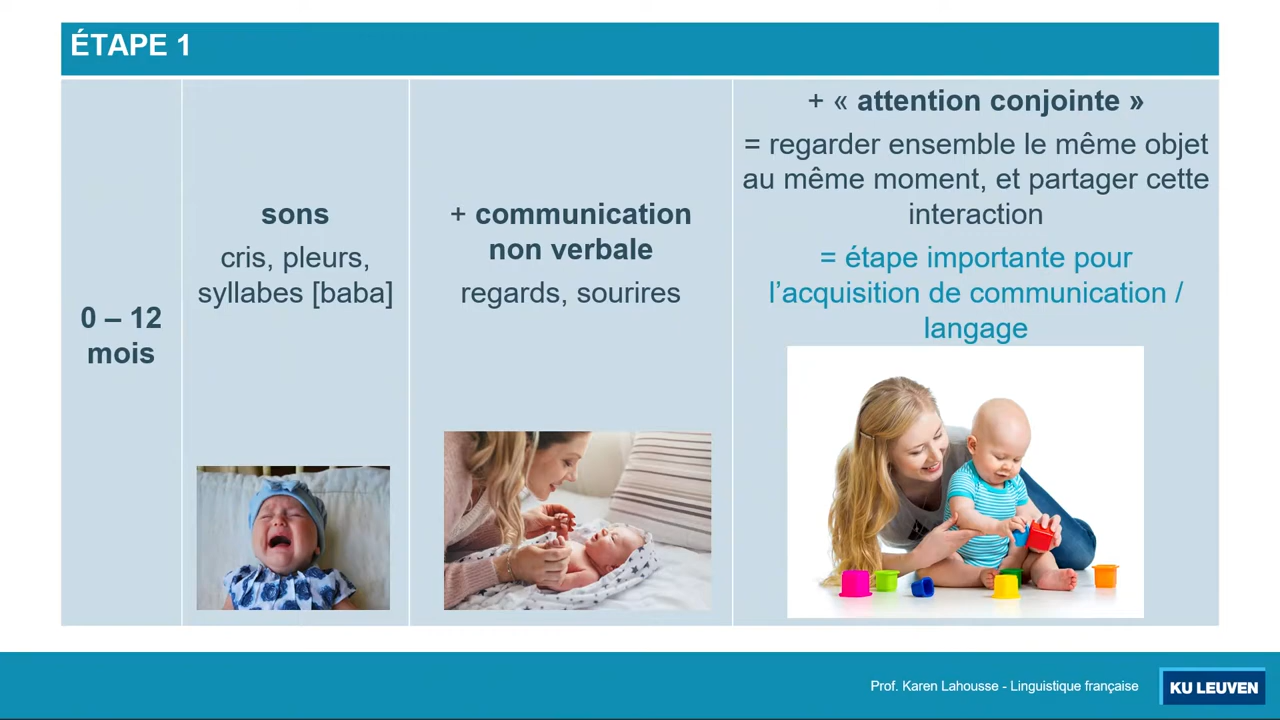 ÉTAPE 1
0 – 12
mois
sons
cris, pleurs,
syllabes [baba]
+ communication
non verbale
regards, sourires
+ « attention conjointe »
= regarder ensemble le même objet
au même moment, et partager cette
interaction
= étape importante pour
l’acquisition de communication /
langage
Prof. Karen Lahousse - Linguistique française
KU LEUVEN